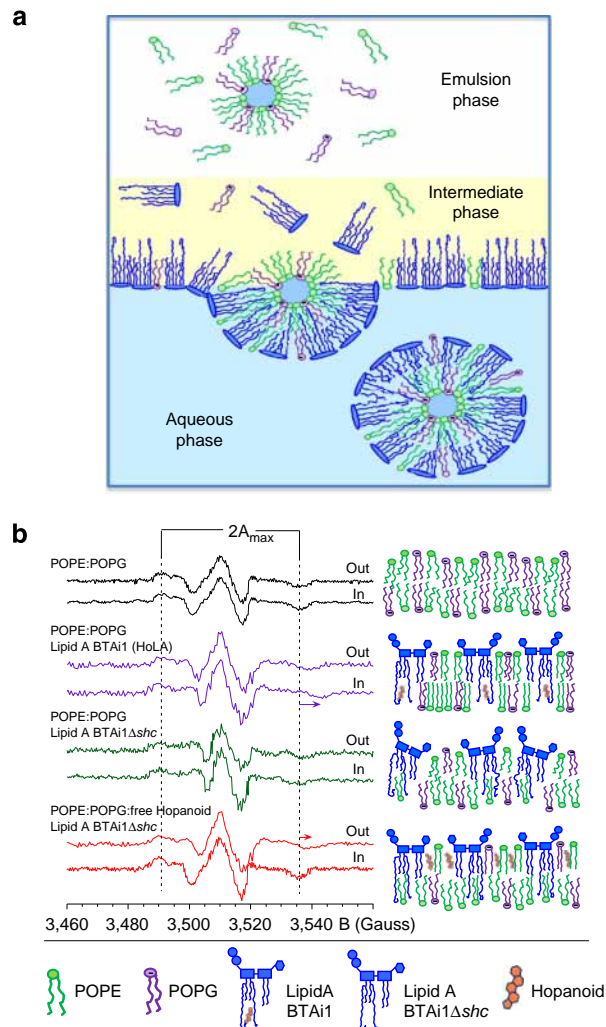 a
Emulsion
phase
Intermediate
phase
Aqueous
phase
b
2Amax
POPE:POPG
Out
In
POPE:POPG
Lipid A BTAi1 (HoLA)
Out
In
POPE:POPG
Lipid A BTAi1Δshc
Out
In
POPE:POPG:free Hopanoid
Lipid A BTAi1Δshc
Out
In
3,460 3,480 3,500 3,520 3,540 B (Gauss)
POPE
POPG
LipidA
BTAi1
Lipid A
BTAi1Δshc
Hopanoid